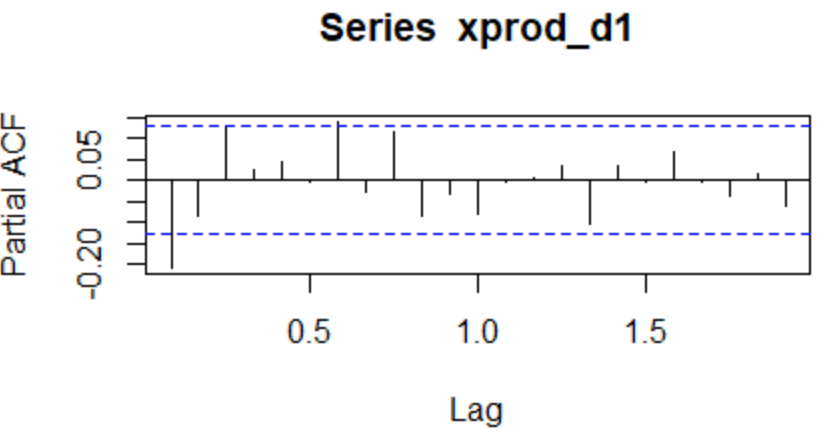 Series xprod_d1
Partial ACF
0.05
-0.20
0.5 1.0 1.5
Lag